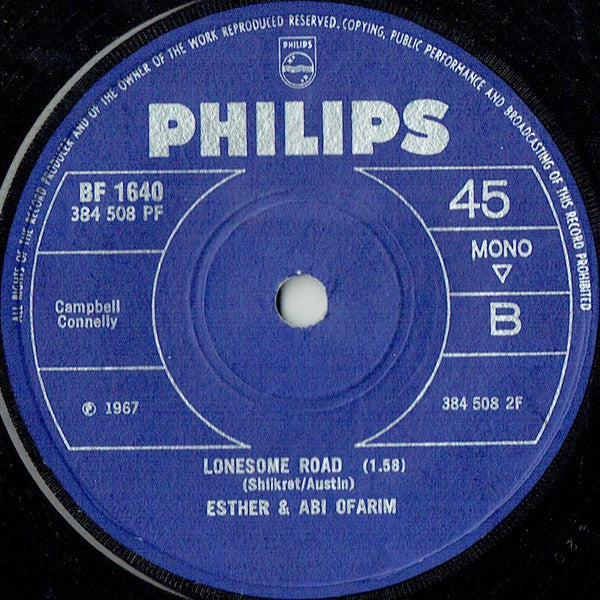 ALL RIGHTS OF THE RECORD PRODUCER AND OF THE OWNER OF THE WORK REPRODUCED RESERVED. COPYING, PUBLIC PERFORMANCE AND BROADCASTING OF THIS RECORD PROHIBITED
PHILIPS
PHILIPS
BF 1640
384 508 PF
45
MONO
B
Campbell
Connelly
℗ 1967
384 508 2F
LONESOME ROAD (1.58)
(Shilkret/Austin)
ESTHER & ABI OFARIM